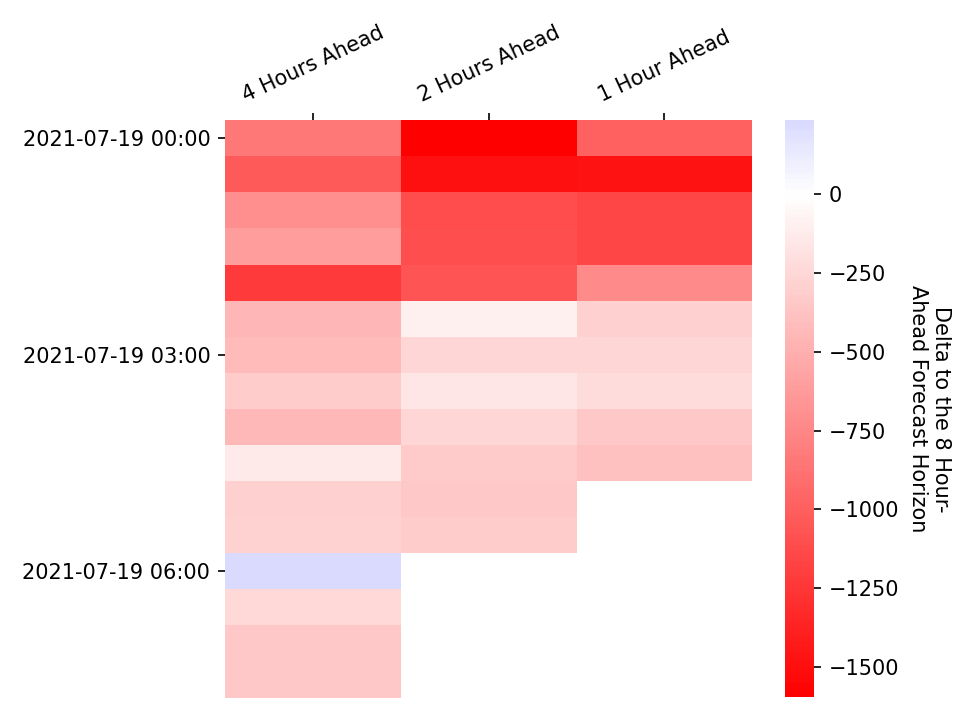 4 Hours Ahead
2 Hours Ahead
1 Hour Ahead
2021-07-19 00:00
2021-07-19 03:00
2021-07-19 06:00
0
−250
−500
−750
−1000
−1250
−1500
Delta to the 8 Hour-
Ahead Forecast Horizon